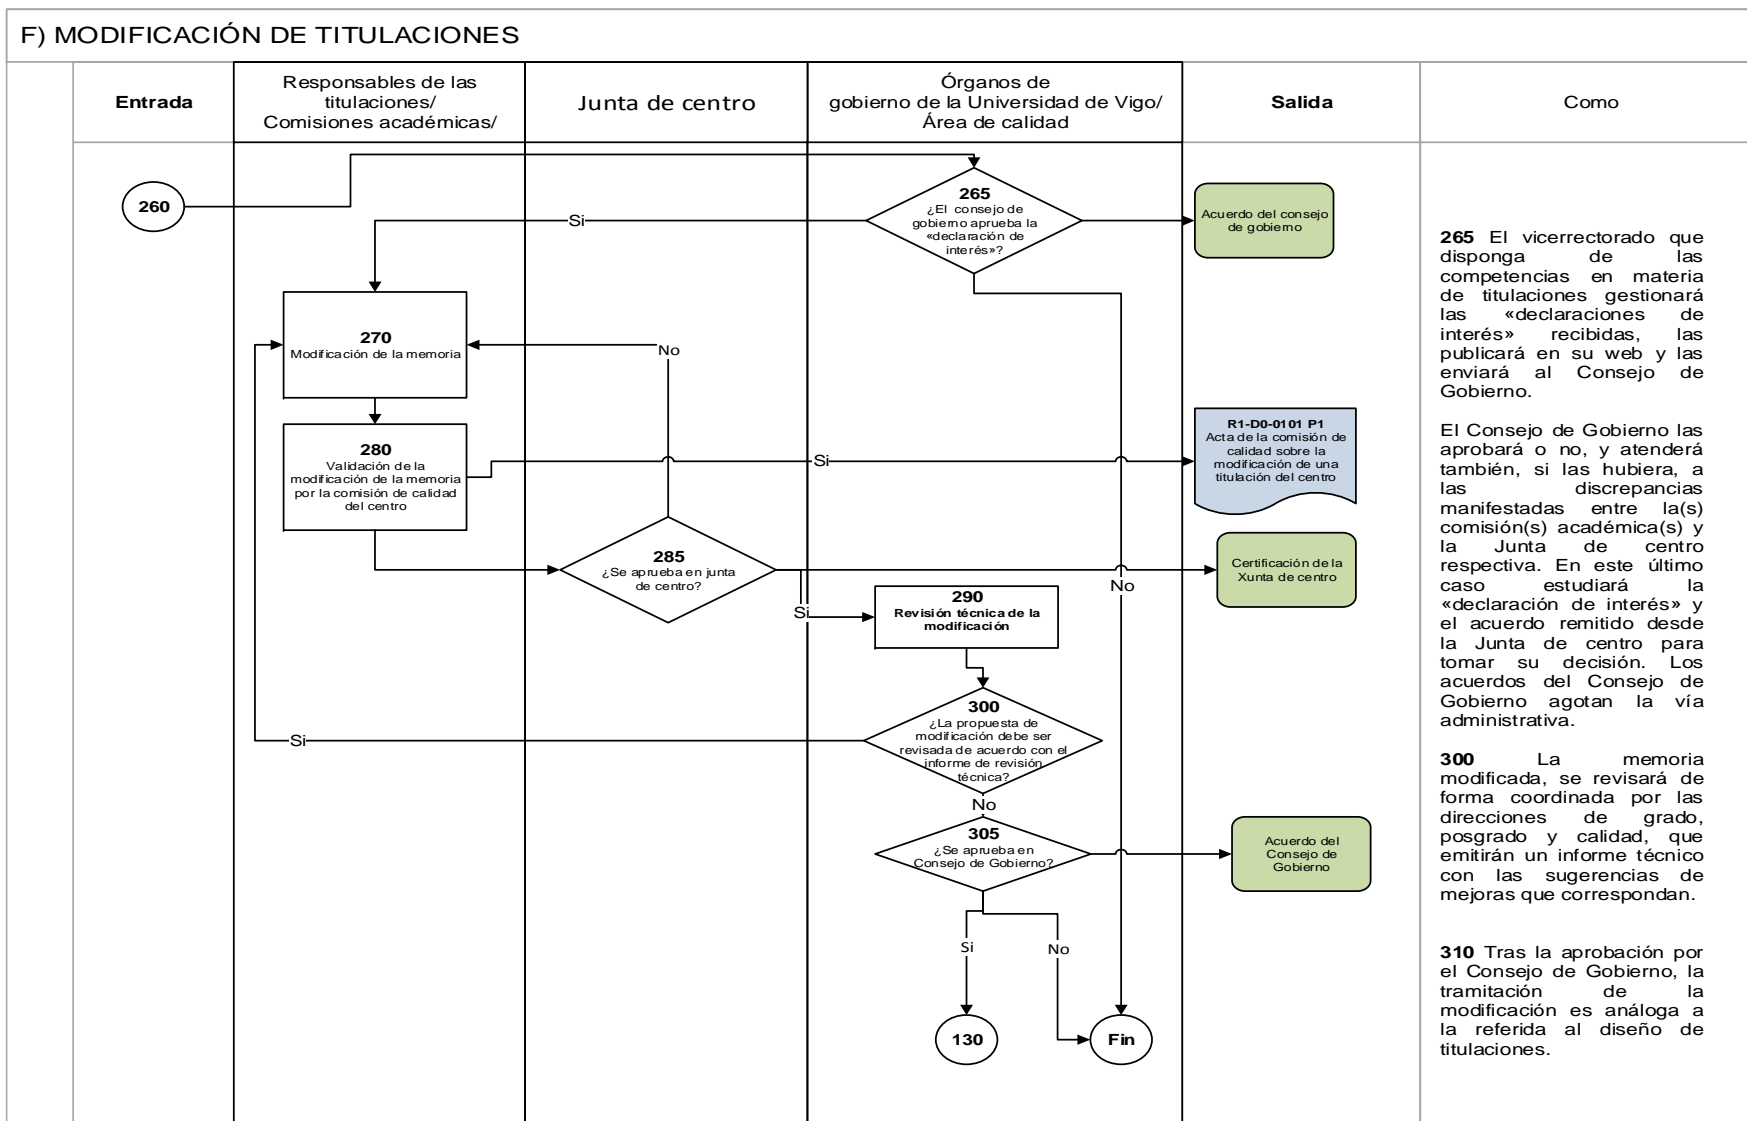 F) MODIFICACIÓN DE TITULACIONES
Entrada
Responsables de las
titulaciones/
Comisiones académicas/
Junta de centro
Órganos de
gobierno de la Universidad de Vigo/
Área de calidad
Salida
Como
260
265
¿El consejo de
gobierno aprueba la
«declaración de
interés»?
Si
Acuerdo del consejo
de gobierno
270
Modificación de la memoria
No
280
Validación de la
modificación de la memoria
por la comisión de calidad
del centro
Si
R1-D0-0101 P1
Acta de la comisión de
calidad sobre la
modificación de una
titulación del centro
285
¿Se aprueba en junta
de centro?
Certificación de la
Xunta de centro
No
Si
290
Revisión técnica de la
modificación
300
¿La propuesta de
modificación debe ser
revisada de acuerdo con el
informe de revisión
técnica?
Si
No
305
¿Se aprueba en
Consejo de Gobierno?
Acuerdo del
Consejo de
Gobierno
Si
No
130
Fin
265 El vicerrectorado que
disponga de las
competencias en materia
de titulaciones gestionará
las «declaraciones de
interés» recibidas, las
publicará en su web y las
enviará al Consejo de
Gobierno.
El Consejo de Gobierno las
aprobará o no, y atenderá
también, si las hubiera, a
las discrepancias
manifestadas entre la(s)
comisión(s) académica(s) y
la Junta de centro
respectiva. En este último
caso estudiará la
«declaración de interés» y
el acuerdo remitido desde
la Junta de centro para
tomar su decisión. Los
acuerdos del Consejo de
Gobierno agotan la vía
administrativa.
300 La memoria
modificada, se revisará de
forma coordinada por las
direcciones de grado,
posgrado y calidad, que
emitirán un informe técnico
con las sugerencias de
mejoras que correspondan.
310 Tras la aprobación por
el Consejo de Gobierno, la
tramitación de la
modificación es análoga a
la referida al diseño de
titulaciones.